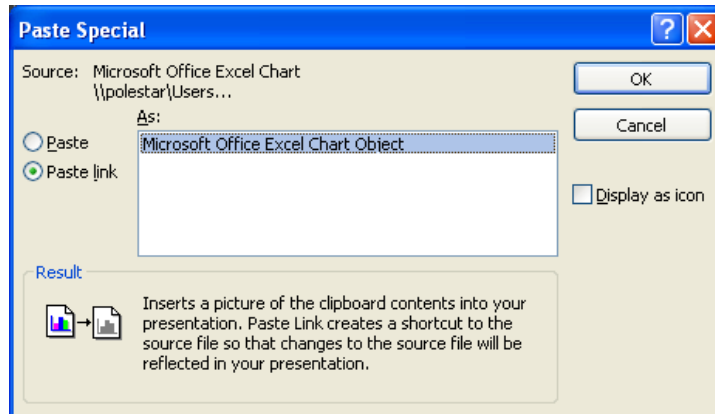 Paste Special
Source: Microsoft Office Excel Chart
\\polestar\Users...
As:
Paste
Paste link
Microsoft Office Excel Chart Object
OK
Cancel
Display as icon
Result
Inserts a picture of the clipboard contents into your
presentation. Paste Link creates a shortcut to the
source file so that changes to the source file will be
reflected in your presentation.